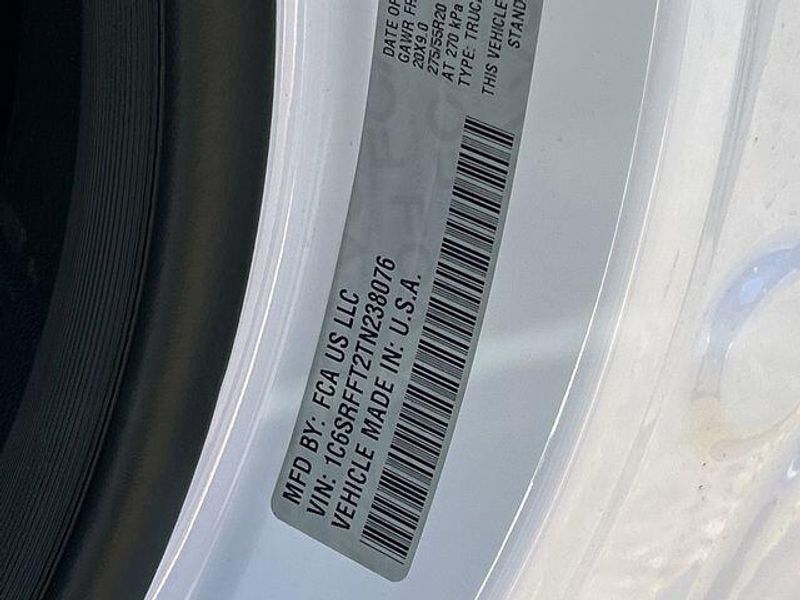 DATE OF
GAWR FR
20X9.0
275/55R20
AT 270 kPa
TYPE: TRUC
THIS VEHICLE
STAND
MFD BY: FCA US LLC
VIN: 1C6SRFFT2TN238076
VEHICLE MADE IN: U.S.A.